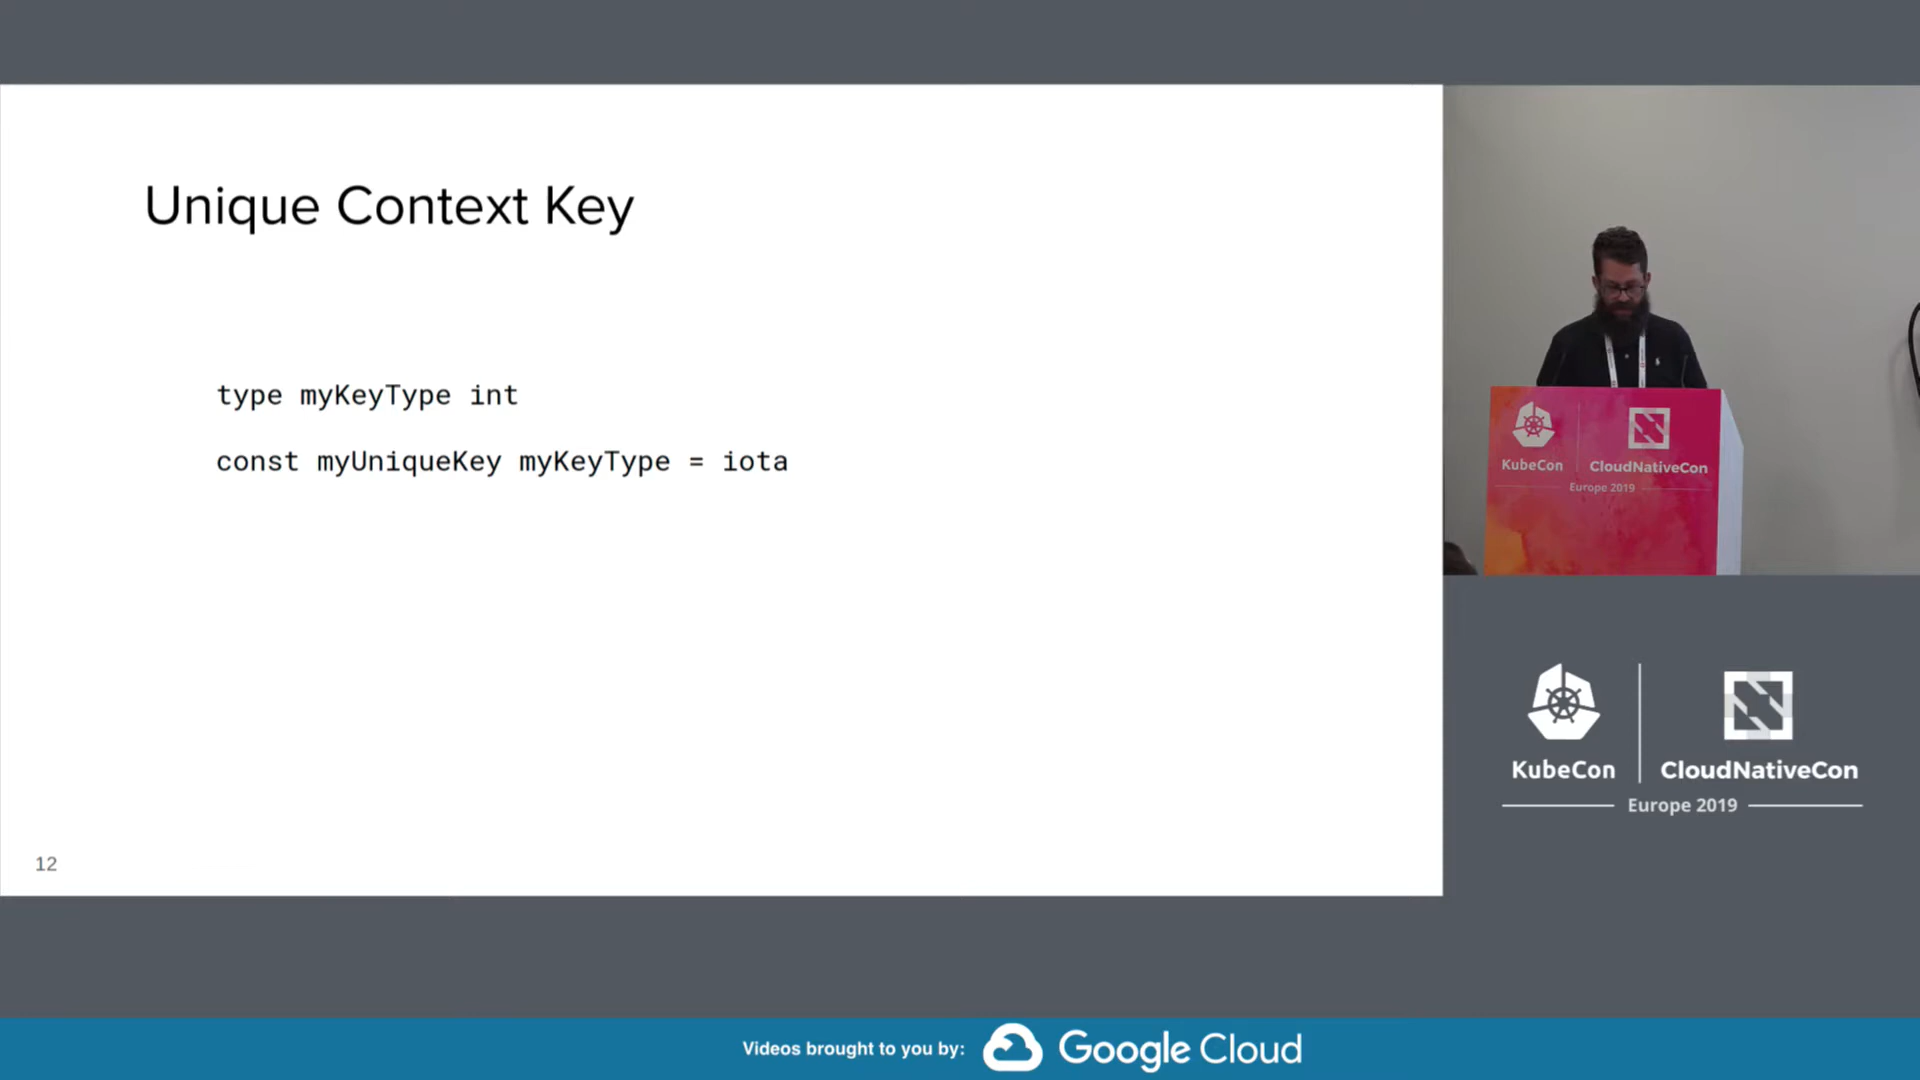 Unique Context Key
type myKeyType int
const myUniqueKey myKeyType = iota
12
KubeCon
CloudNativeCon
Europe 2019
KubeCon
CloudNativeCon
Europe 2019
Videos brought to you by:
Google Cloud